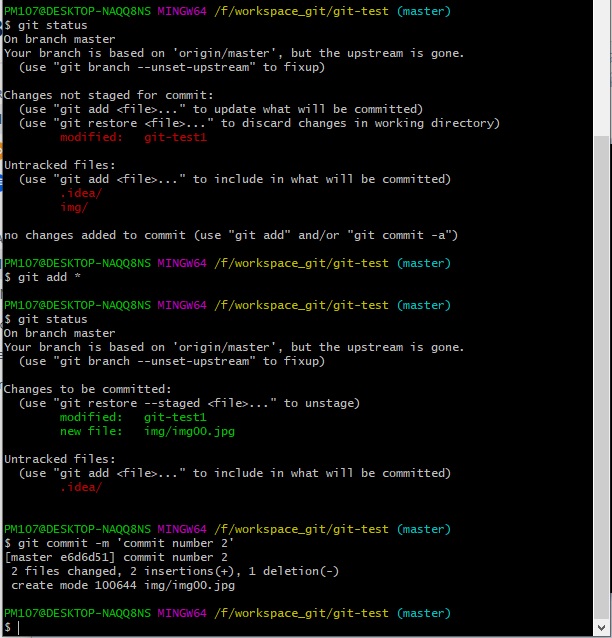 PM107@DESKTOP-NAQQ8NS MINGW64 /f/workspace_git/git-test (master)
$ git status
On branch master
Your branch is based on 'origin/master', but the upstream is gone.
  (use "git branch --unset-upstream" to fixup)

Changes not staged for commit:
  (use "git add <file>..." to update what will be committed)
  (use "git restore <file>..." to discard changes in working directory)
        modified:   git-test1

Untracked files:
  (use "git add <file>..." to include in what will be committed)
        .idea/
        img/

no changes added to commit (use "git add" and/or "git commit -a")

PM107@DESKTOP-NAQQ8NS MINGW64 /f/workspace_git/git-test (master)
$ git add *

PM107@DESKTOP-NAQQ8NS MINGW64 /f/workspace_git/git-test (master)
$ git status
On branch master
Your branch is based on 'origin/master', but the upstream is gone.
  (use "git branch --unset-upstream" to fixup)

Changes to be committed:
  (use "git restore --staged <file>..." to unstage)
        modified:   git-test1
        new file:   img/img00.jpg

Untracked files:
  (use "git add <file>..." to include in what will be committed)
        .idea/

PM107@DESKTOP-NAQQ8NS MINGW64 /f/workspace_git/git-test (master)
$ git commit -m 'commit number 2'
[master e6d6d51] commit number 2
 2 files changed, 2 insertions(+), 1 deletion(-)
 create mode 100644 img/img00.jpg

PM107@DESKTOP-NAQQ8NS MINGW64 /f/workspace_git/git-test (master)
$